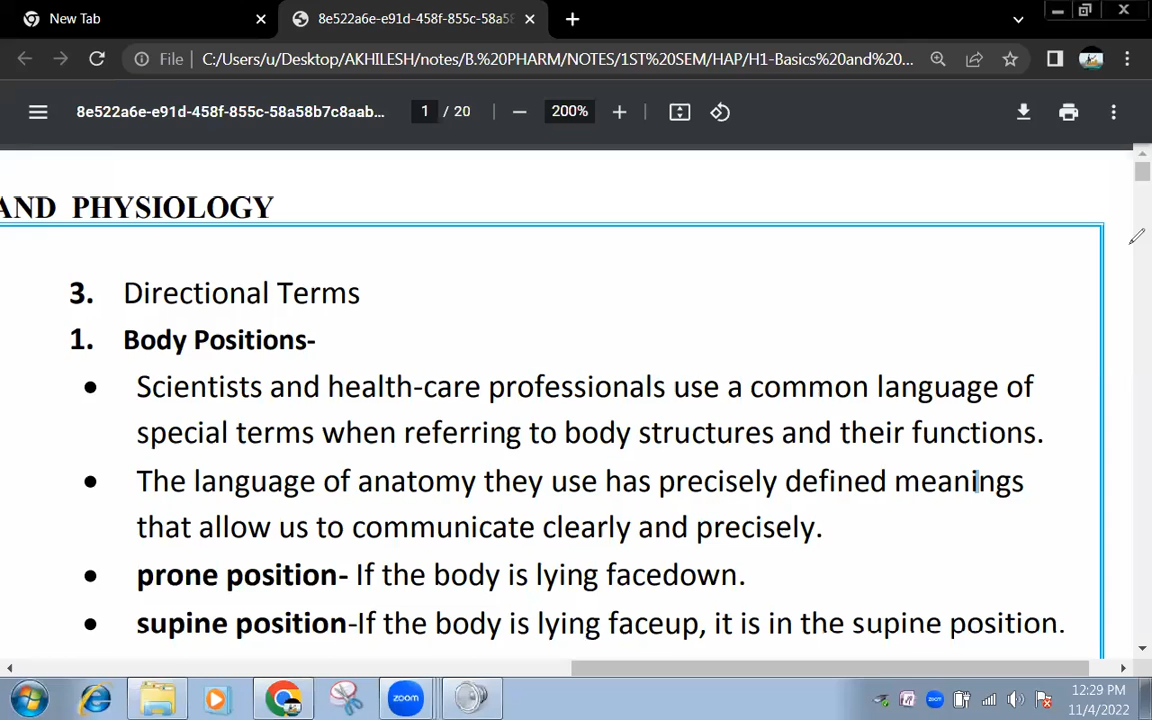 New Tab
8e522a6e-e91d-458f-855c-58a58
File C:/Users/u/Desktop/AKHILESH/notes/B.%20PHARM/NOTES/1ST%20SEM/HAP/H1-Basics%20and%20...
8e522a6e-e91d-458f-855c-58a58b7c8aab... 1 / 20 200%
AND PHYSIOLOGY
3. Directional Terms
1. Body Positions-
• Scientists and health-care professionals use a common language of
special terms when referring to body structures and their functions.
• The language of anatomy they use has precisely defined meanings
that allow us to communicate clearly and precisely.
• prone position- If the body is lying facedown.
• supine position-If the body is lying faceup, it is in the supine position.
zoom
12:29 PM
11/4/2022